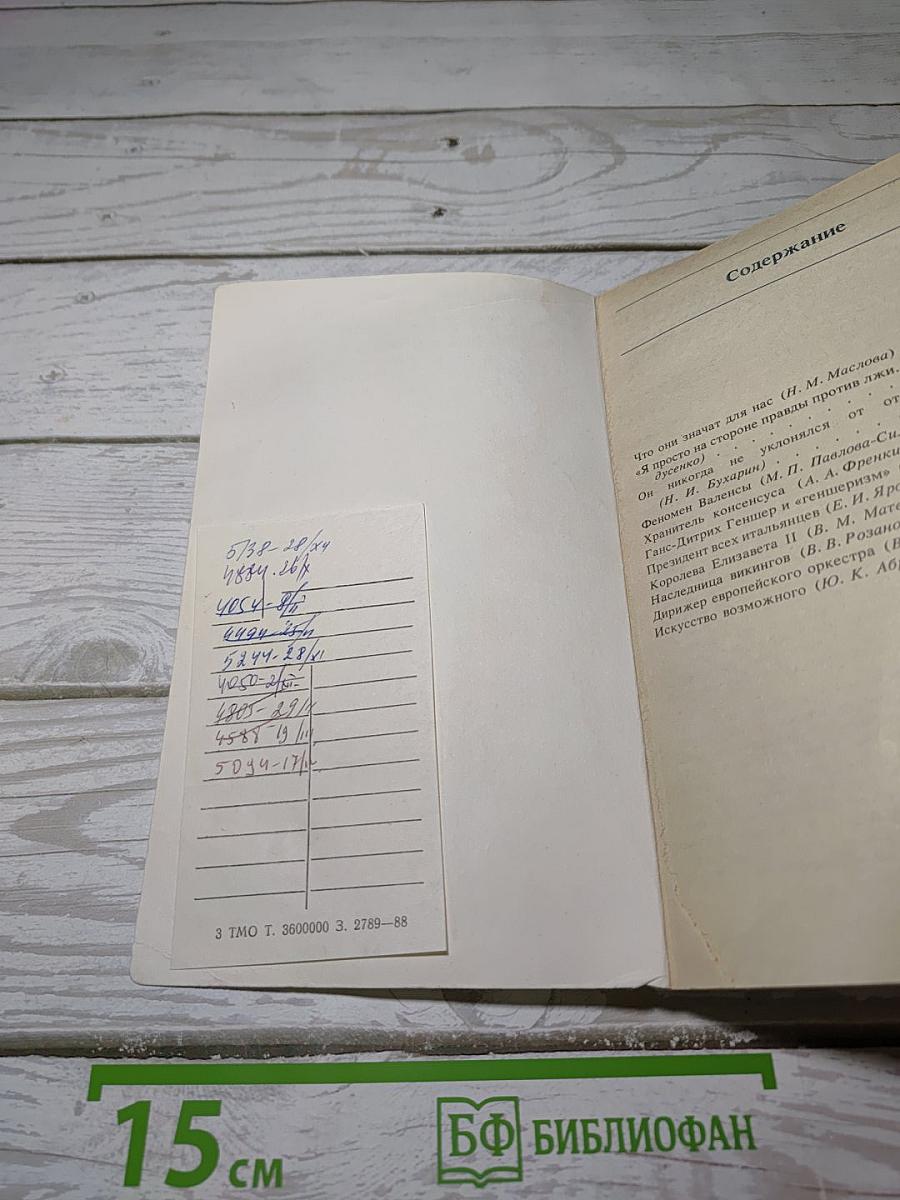 5138-28/XII
4884.26/X
4054-8/II
4494-25/II
5244-28/XI
4050-2/XII-
4805-29/
4588 19/III
5094-17/
3 ТМО Т. 3600000 З. 2789—88
Содержание
Что они значат для нас (Н. М. Маслова)
«Я просто на стороне правды против лжи.
дусенко) . . . . . . . . .
Он никогда не уклонялся от от
(Н. И. Бухарин) . . . . . .
Феномен Валенсы (М. П. Павлова-Сил
Хранитель консенсуса (А. А. Френки
Ганс-Дитрих Геншер и «геншеризм» (
Президент всех итальянцев (Е. И. Яро
Королева Елизавета II (В. М. Мате
Наследница викингов (В. В. Розано
Дирижер европейского оркестра (В
Искусство возможного (Ю. К. Абр
15 см
БФ БИБЛИОФАН